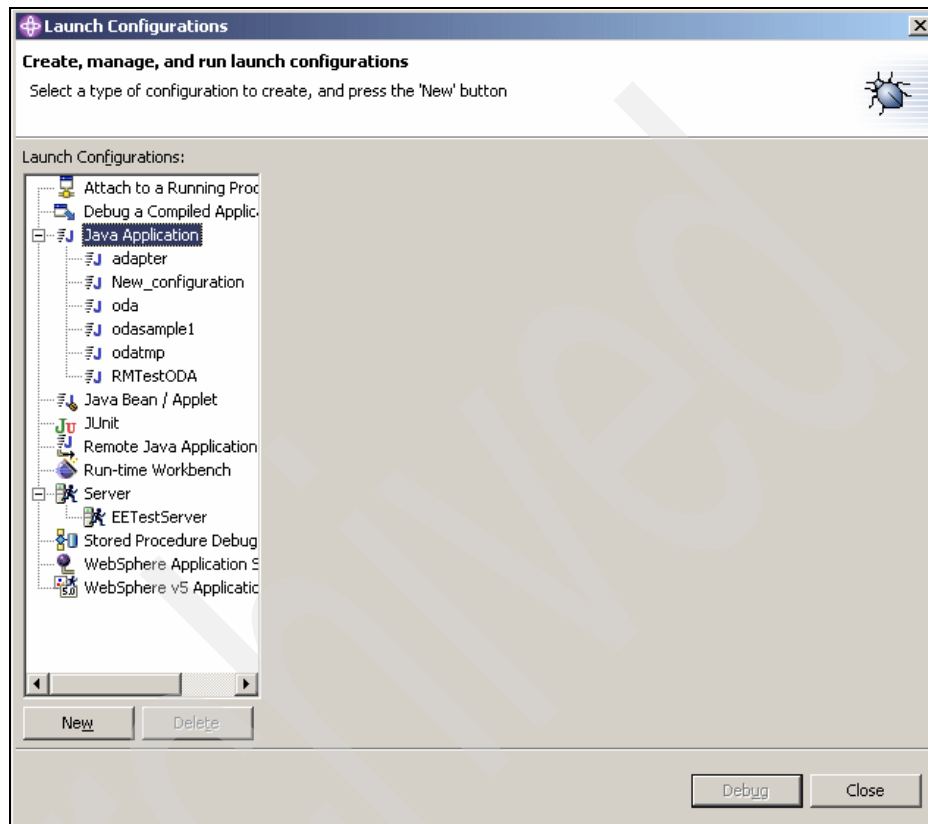 Launch Configurations
Create, manage, and run launch configurations
Select a type of configuration to create, and press the 'New' button
Launch Configurations:
Attach to a Running Proc
Debug a Compiled Applic
Java Application
adapter
New_configuration
oda
odasample1
odatmp
RMTestODA
Java Bean / Applet
Ju JUnit
Remote Java Application
Run-time Workbench
Server
EETestServer
Stored Procedure Debug
WebSphere Application S
5.0 WebSphere v5 Applicatic
New Delete
Debug Close